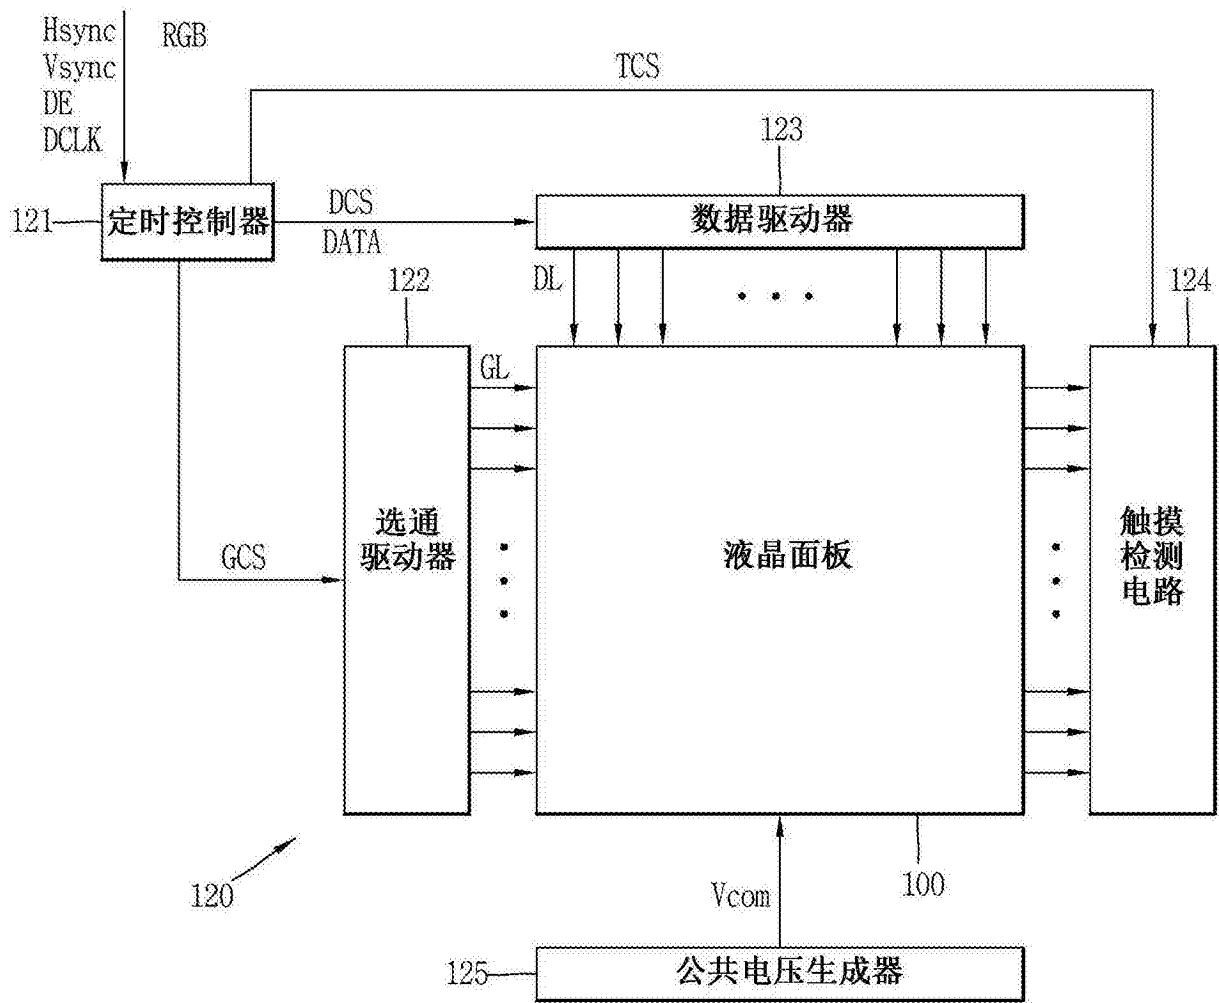 Hsync
RGB
Vsync
DE
DCLK
TCS
123
121
定时控制器
DCS
DATA
数据驱动器
122
DL
124
GL
选通
驱动器
GCS
液晶面板
触摸
检测
电路
120
Vcom
100
125
公共电压生成器